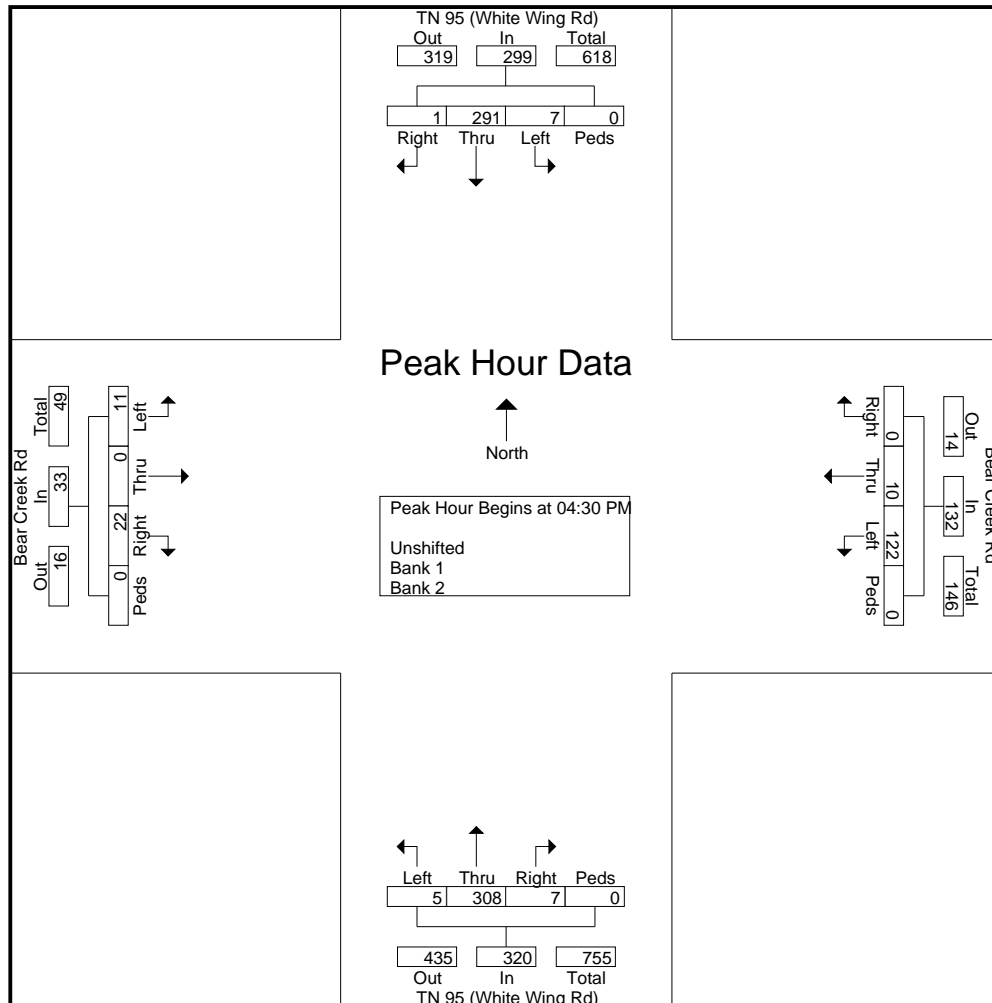 TN 95 (White Wing Rd)
Out In Total
319 299 618
1 291 7 0
Right Thru Left Peds
Peak Hour Data
North
Peak Hour Begins at 04:30 PM
Unshifted
Bank 1
Bank 2
Bear Creek Rd
Out In Total
16 33 49
11 0 22 0
Left Thru Right Peds
Bear Creek Rd
Out In Total
14 132 146
0 10 122 0
Right Thru Left Peds
Left Thru Right Peds
5 308 7 0
435 320 755
Out In Total
TN 95 (White Wing Rd)